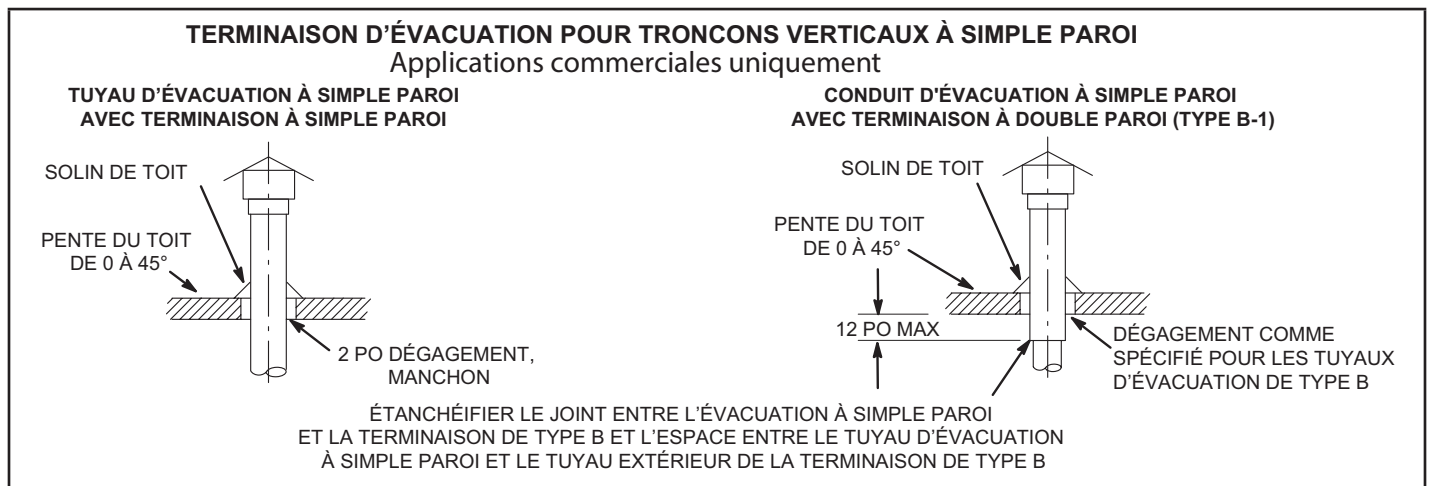 TERMINAISON D’ÉVACUATION POUR TRONCONS VERTICAUX À SIMPLE PAROI
Applications commerciales uniquement
TUYAU D’ÉVACUATION À SIMPLE PAROI
AVEC TERMINAISON À SIMPLE PAROI
SOLIN DE TOIT
PENTE DU TOIT
DE 0 À 45°
2 PO DÉGAGEMENT,
MANCHON
CONDUIT D'ÉVACUATION À SIMPLE PAROI
AVEC TERMINAISON À DOUBLE PAROI (TYPE B-1)
SOLIN DE TOIT
PENTE DU TOIT
DE 0 À 45°
12 PO MAX
DÉGAGEMENT COMME
SPÉCIFIÉ POUR LES TUYAUX
D’ÉVACUATION DE TYPE B
ÉTANCHÉIFIER LE JOINT ENTRE L’ÉVACUATION À SIMPLE PAROI
ET LA TERMINAISON DE TYPE B ET L’ESPACE ENTRE LE TUYAU D’ÉVACUATION
À SIMPLE PAROI ET LE TUYAU EXTÉRIEUR DE LA TERMINAISON DE TYPE B